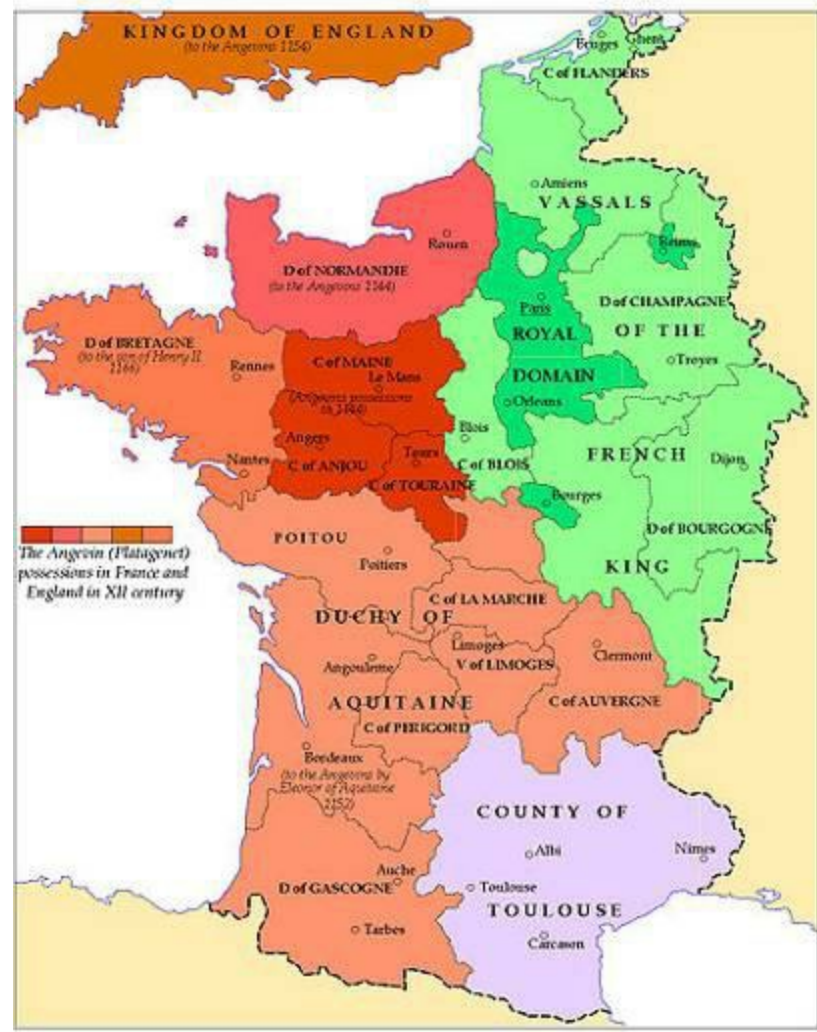 KINGDOM OF ENGLAND
(to the Angevins 1154)
Bruges
Ghent
C of FLANDERS
Amiens
VASSALS
Rouen
Reims
D of NORMANDIE
(to the Angevins 1144)
Paris
D of CHAMPAGNE
ROYAL
OF THE
D of BRETAGNE
(to the son of Henry II
1166)
Rennes
C of MAINE
Le Mans
Troyes
DOMAIN
(Angevins possessions
to 1144)
Orleans
Angers
Blois
Tours
FRENCH
Dijon
Nantes
C of ANJOU
C of BLOIS
C of TOURAINE
Bourges
D of BOURGOGNE
POITOU
The Angevin (Platagenet)
possessions in France and
England in XII century
Poitiers
KING
C of LA MARCHE
DUCHY OF
Limoges
Clermont
V of LIMOGES
Angouleme
AQUITAINE
C of AUVERGNE
C of PERIGORD
Bordeaux
(to the Angevins by
Eleonor of Aquitaine
1152)
COUNTY OF
Albi
Nimes
Auche
D of GASCOGNE
Toulouse
TOULOUSE
Tarbes
Carcason